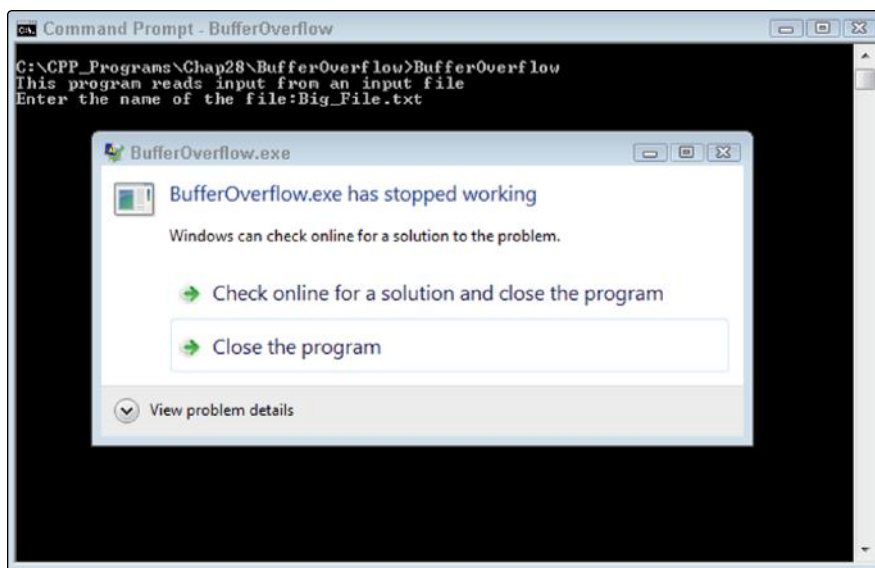 Command Prompt - BufferOverflow
C:\CPP_Programs\Chap28\BufferOverflow>BufferOverflow
This program reads input from an input file
Enter the name of the file:Big_File.txt
BufferOverflow.exe
BufferOverflow.exe has stopped working
Windows can check online for a solution to the problem.
Check online for a solution and close the program
Close the program
View problem details